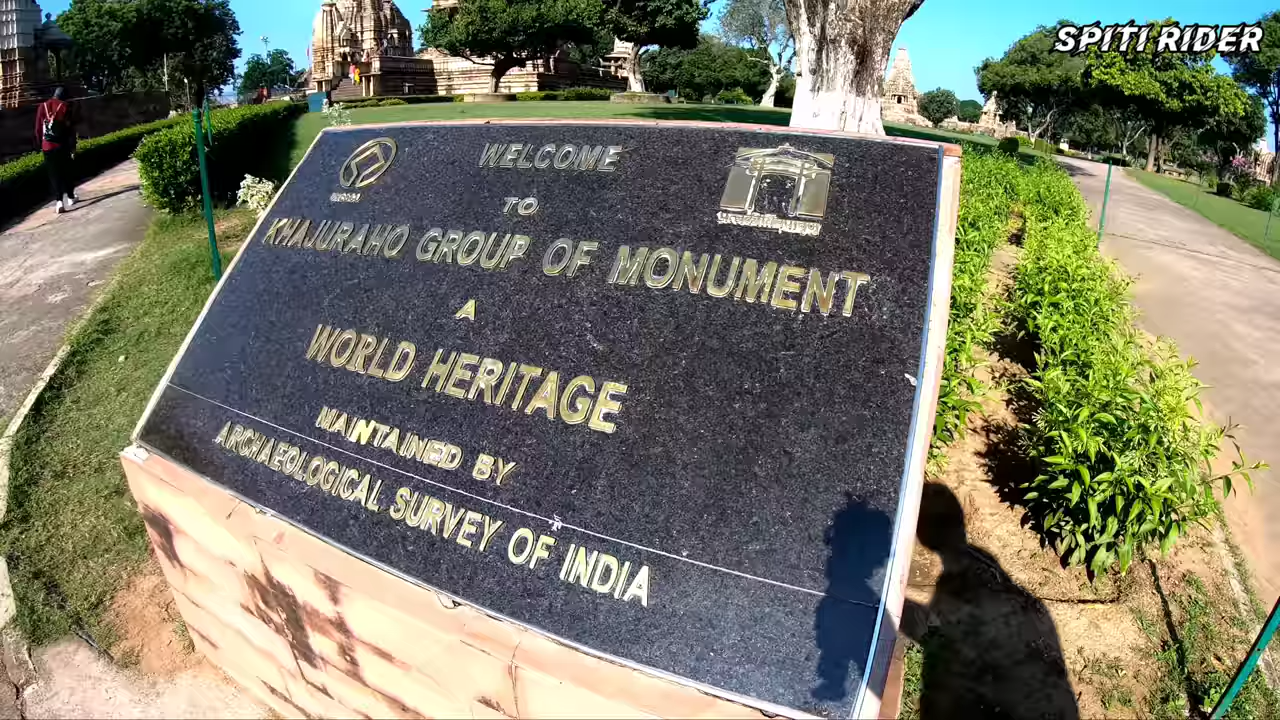 SPITI RIDER
WELCOME
TO
KHAJURAHO GROUP OF MONUMENT
A
WORLD HERITAGE
MAINTAINED BY
ARCHAEOLOGICAL SURVEY OF INDIA